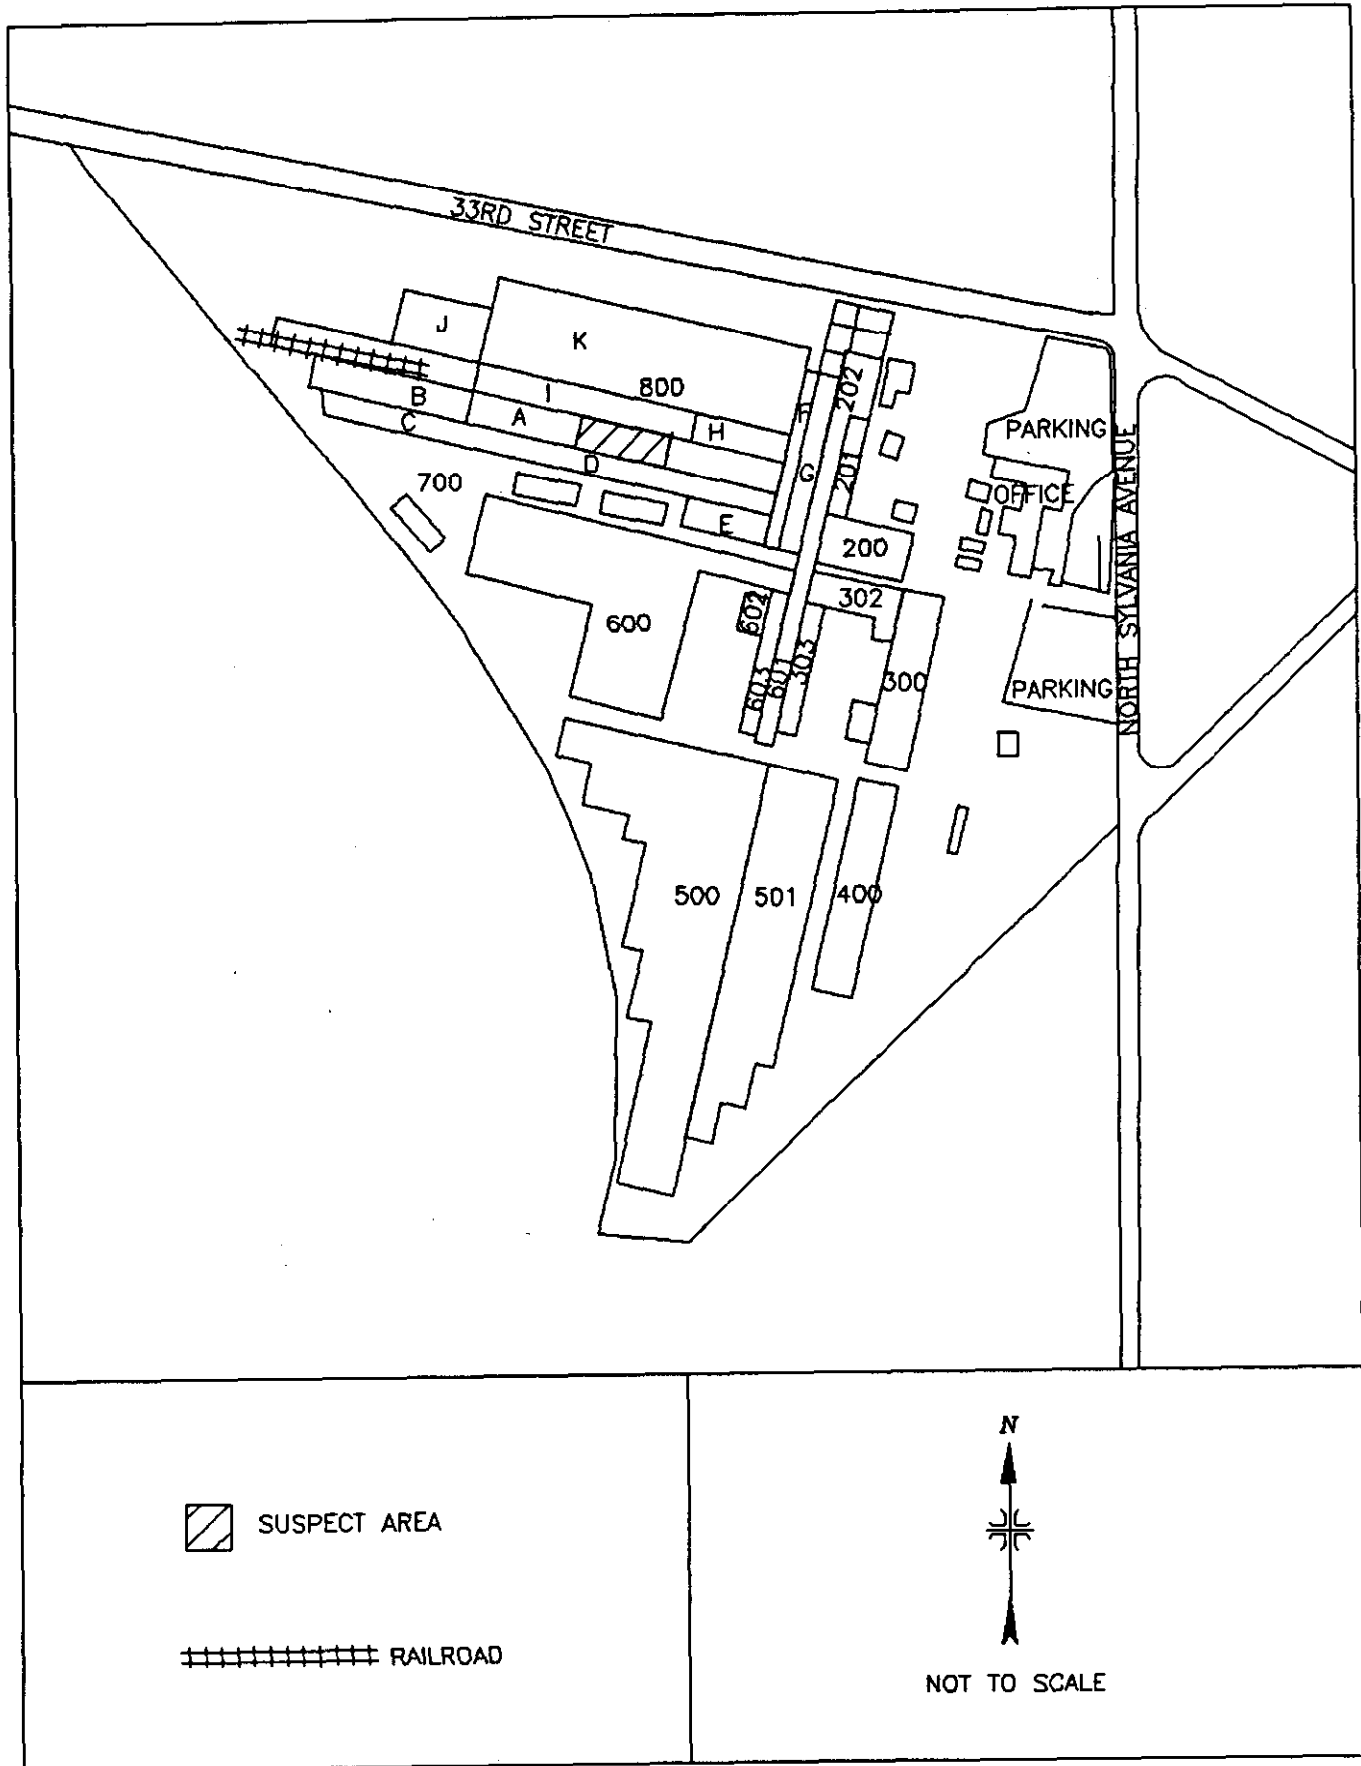 33RD STREET
J
K
I
800
B
A
H
F
202
C
PARKING
D
G
201
700
OFFICE
E
200
NORTH SYLVANIA AVENUE
602
302
600
603
601
303
300
PARKING
500
501
400
N
SUSPECT AREA
RAILROAD
NOT TO SCALE